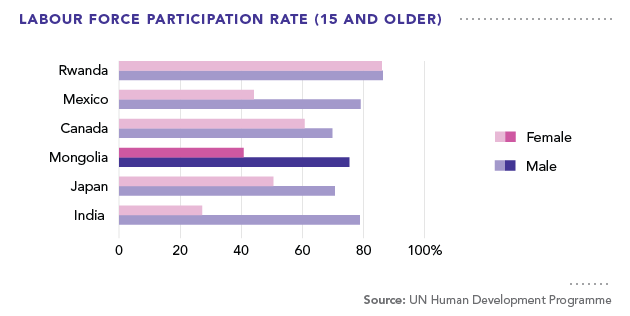 LABOUR FORCE PARTICIPATION RATE (15 AND OLDER)
Rwanda
Mexico
Canada
Mongolia
Japan
India
0 20 40 60 80 100%
Female
Male
Source: UN Human Development Programme